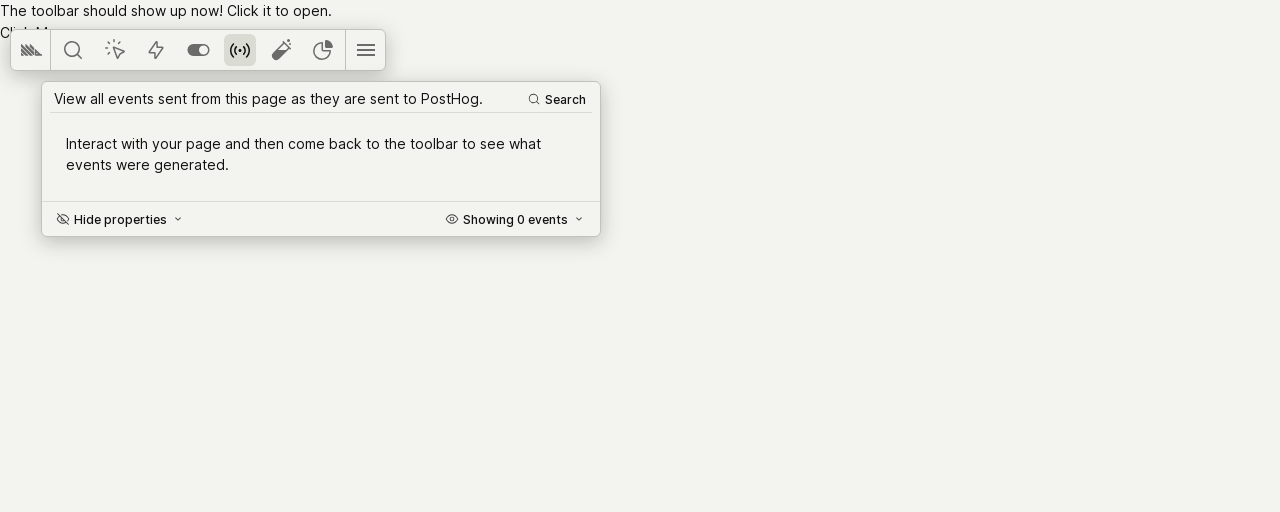 The toolbar should show up now! Click it to open.
View all events sent from this page as they are sent to PostHog.
Search
Interact with your page and then come back to the toolbar to see what
events were generated.
Hide properties
Showing 0 events